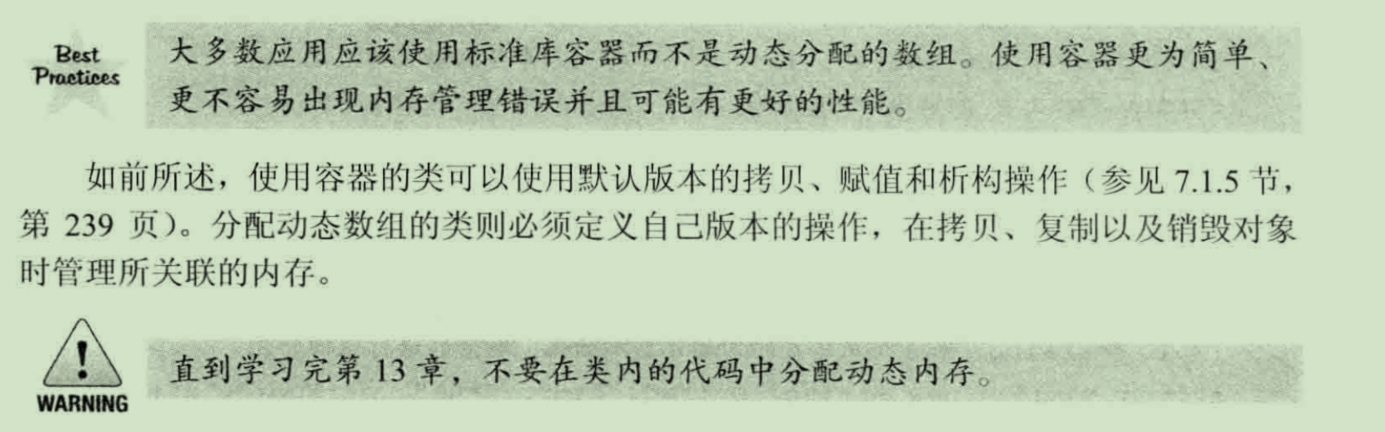 Best
Practices
大多数应用应该使用标准库容器而不是动态分配的数组。使用容器更为简单、
更不容易出现内存管理错误并且可能有更好的性能。
如前所述，使用容器的类可以使用默认版本的拷贝、赋值和析构操作（参见 7.1.5 节，
第 239 页）。分配动态数组的类则必须定义自己版本的操作，在拷贝、复制以及销毁对象
时管理所关联的内存。
!
WARNING
直到学习完第 13 章，不要在类内的代码中分配动态内存。